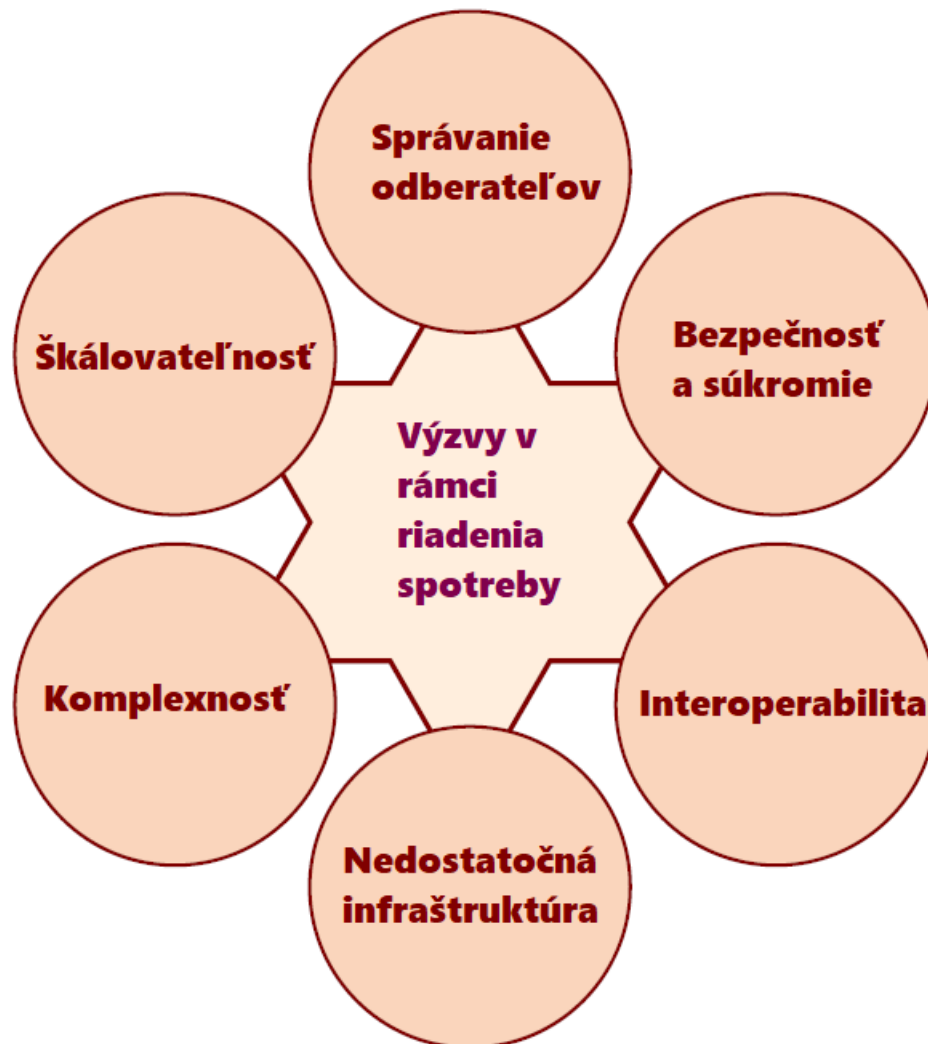 Správanie
odberateľov
Škálovateľnosť
Bezpečnosť
a súkromie
Výzvy v
rámci
riadenia
spotreby
Komplexnosť
Interoperabilita
Nedostatočná
infraštruktúra